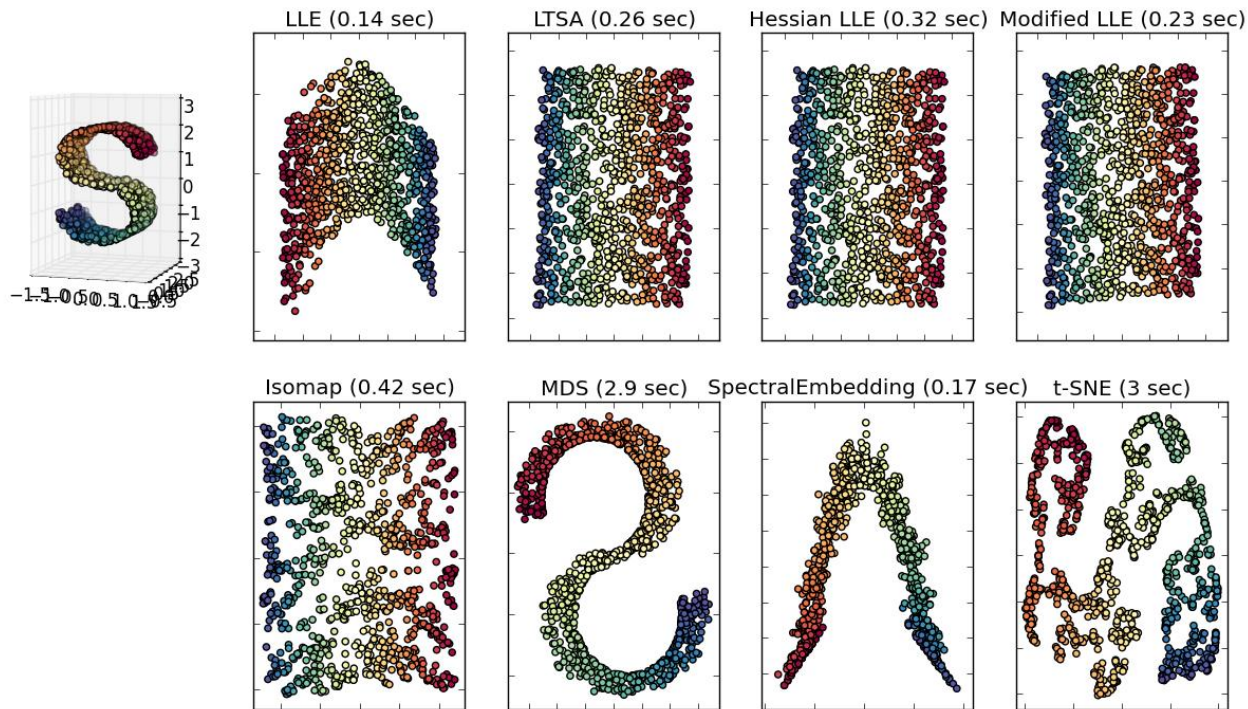 LLE (0.14 sec)
LTSA (0.26 sec)
Hessian LLE (0.32 sec)
Modified LLE (0.23 sec)
3
2
1
0
−1
−2
−3
Isomap (0.42 sec)
MDS (2.9 sec)
SpectralEmbedding (0.17 sec)
t-SNE (3 sec)